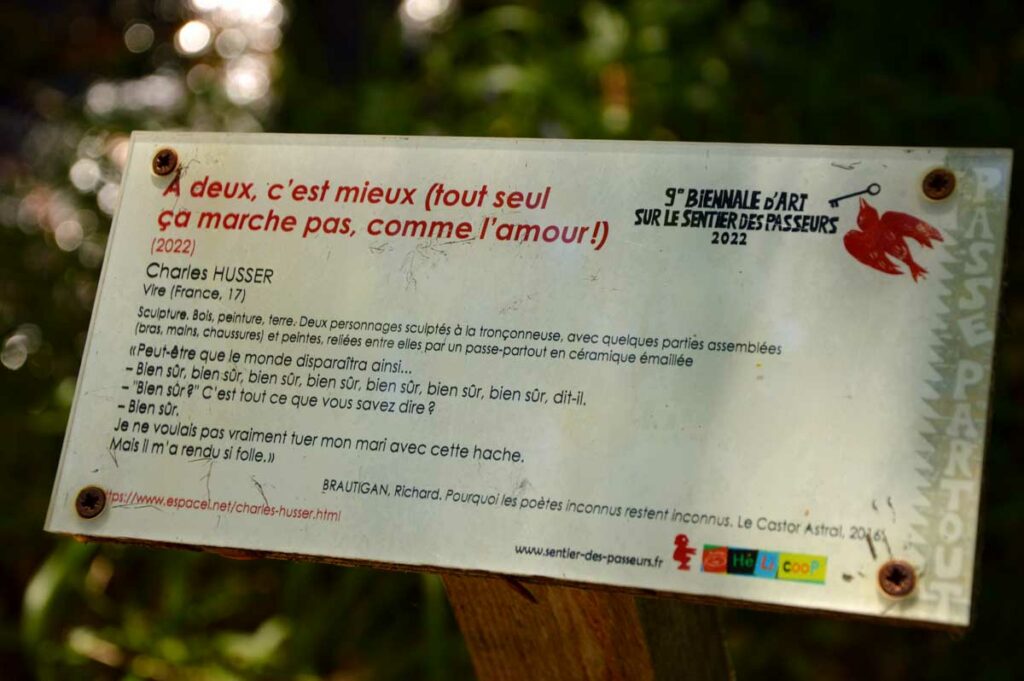 À deux, c'est mieux (tout seul
ça marche pas, comme l'amour!)
(2022)
Charles HUSSER
Vire (France, 17)
Sculpture. Bois, peinture, terre. Deux personnages sculptés à la tronçonneuse, avec quelques parties assemblées
(bras, mains, chaussures) et peintes, reliées entre elles par un passe-partout en céramique émaillée
«Peut-être que le monde disparaîtra ainsi...
– Bien sûr, bien sûr, bien sûr, bien sûr, bien sûr, bien sûr, bien sûr, dit-il.
– "Bien sûr ?" C'est tout ce que vous savez dire ?
– Bien sûr.
Je ne voulais pas vraiment tuer mon mari avec cette hache.
Mais il m'a rendu si folle.»
BRAUTIGAN, Richard. Pourquoi les poètes inconnus restent inconnus. Le Castor Astral, 2016.
https://www.espacel.net/charles-husser.html
9e BIENNALE d'ART
SUR LE SENTIER DES PASSEURS
2022
PASSE PARTOUT
www.sentier-des-passeurs.fr
Hé Li COOP